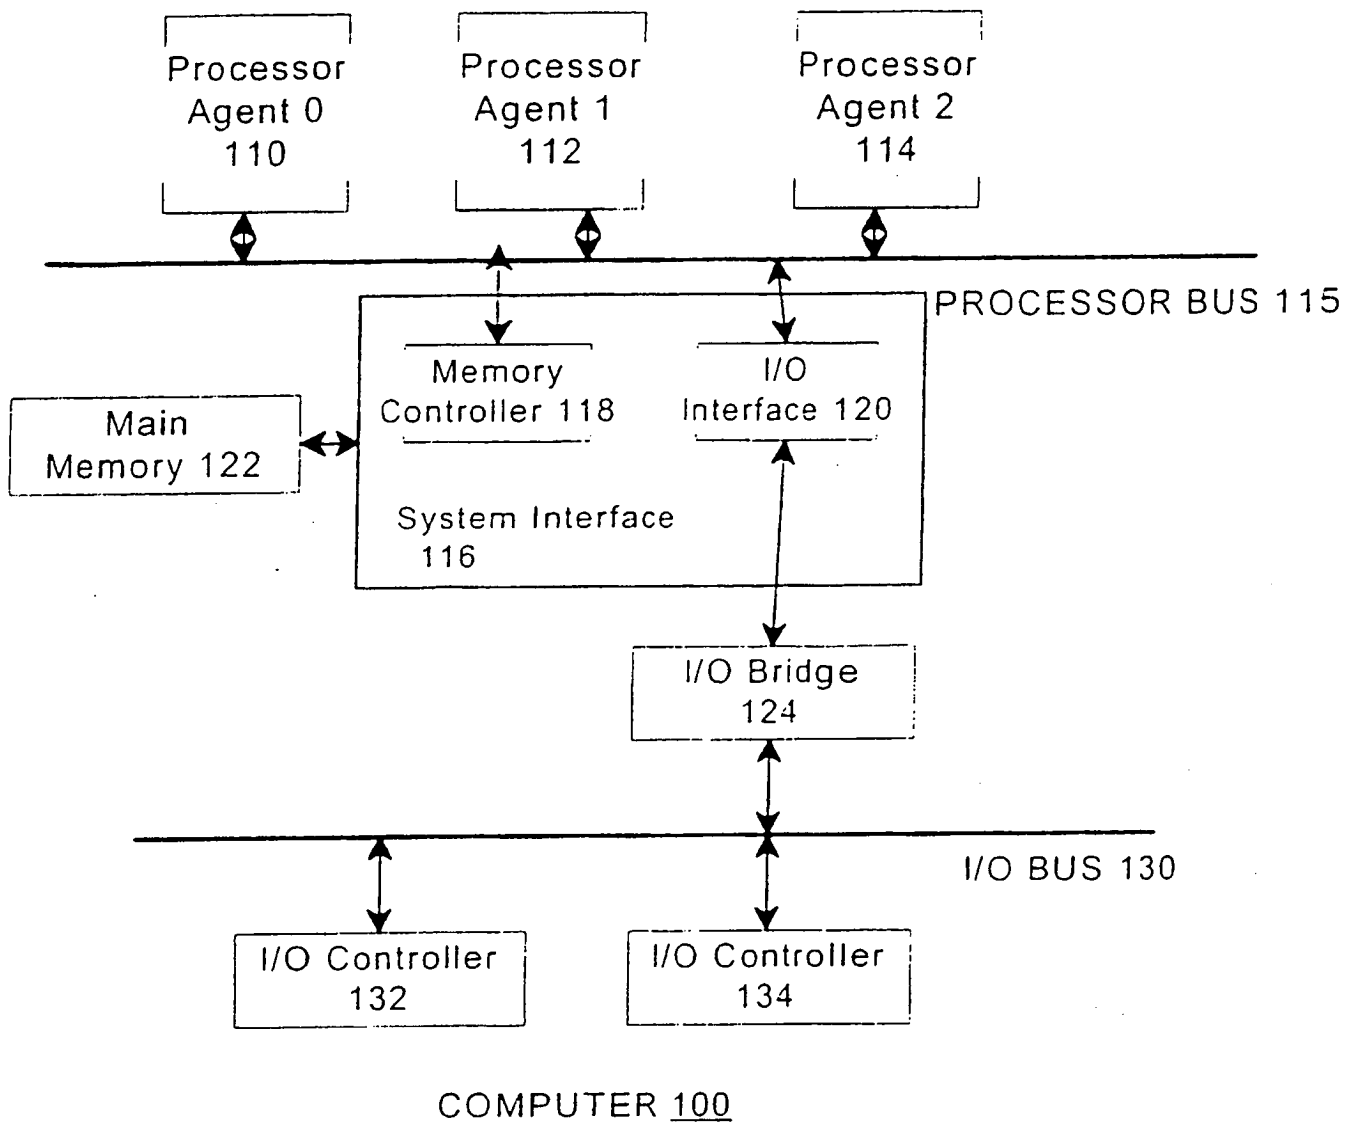 Processor
Agent 0
110
Processor
Agent 1
112
Processor
Agent 2
114
PROCESSOR BUS 115
Memory
Controller 118
I/O
Interface 120
Main
Memory 122
System Interface
116
I/O Bridge
124
I/O BUS 130
I/O Controller
132
I/O Controller
134
COMPUTER 100